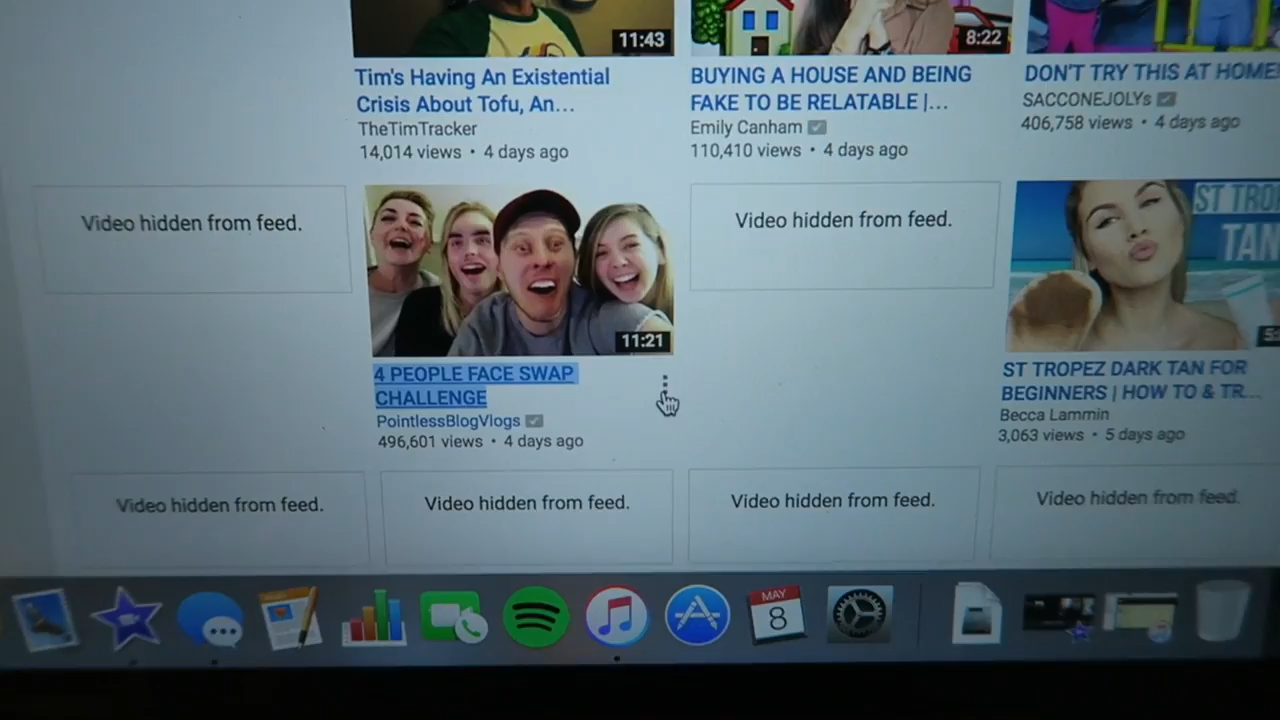 11:43
8:22
Tim's Having An Existential
Crisis About Tofu, An...
TheTimTracker
14,014 views • 4 days ago
BUYING A HOUSE AND BEING
FAKE TO BE RELATABLE |...
Emily Canham
110,410 views • 4 days ago
DON'T TRY THIS AT HOME
SACCONEJOLYs
406,758 views • 4 days ago
Video hidden from feed.
11:21
4 PEOPLE FACE SWAP
CHALLENGE
PointlessBlogVlogs
496,601 views • 4 days ago
Video hidden from feed.
ST TRO
TAN
ST TROPEZ DARK TAN FOR
BEGINNERS | HOW TO & TR...
Becca Lammin
3,063 views • 5 days ago
Video hidden from feed.
Video hidden from feed.
Video hidden from feed.
Video hidden from feed.
MAY
8